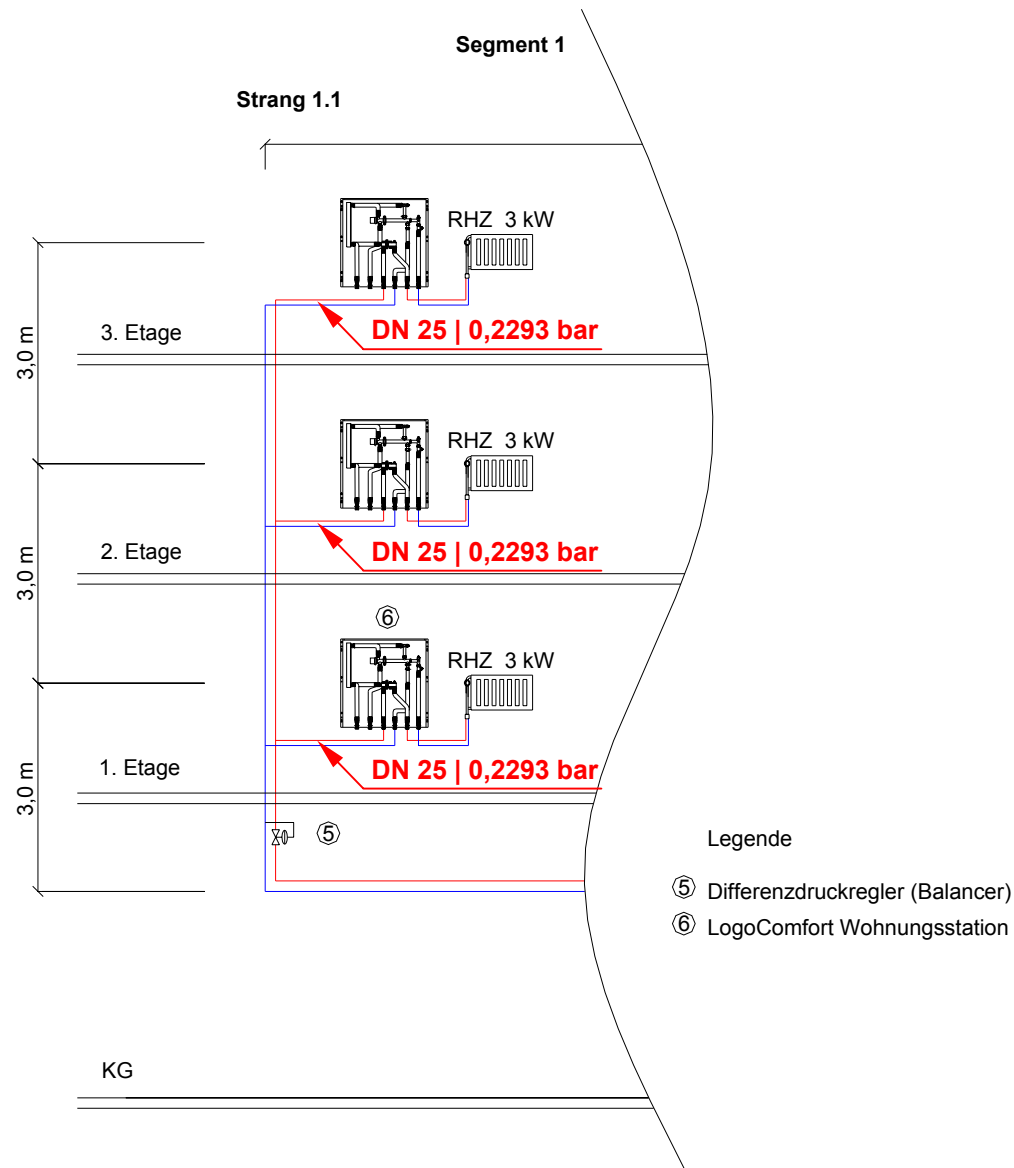 Segment 1
Strang 1.1
RHZ 3 kW
DN 25 | 0,2293 bar
3. Etage
3,0 m
RHZ 3 kW
DN 25 | 0,2293 bar
2. Etage
3,0 m
6
RHZ 3 kW
DN 25 | 0,2293 bar
1. Etage
3,0 m
5
Legende
5 Differenzdruckregler (Balancer)
6 LogoComfort Wohnungsstation
KG